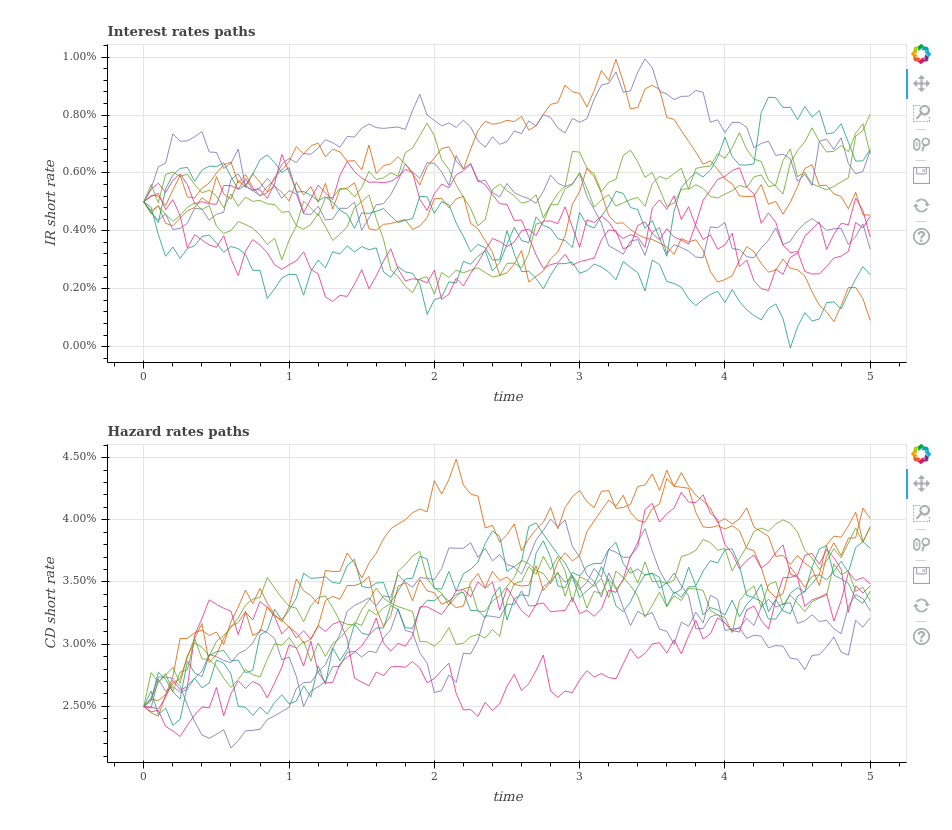 Interest rates paths
1.00%
0.80%
0.60%
0.40%
0.20%
0.00%
IR short rate
0 1 2 3 4 5
time
Hazard rates paths
4.50%
4.00%
3.50%
3.00%
2.50%
CD short rate
0 1 2 3 4 5
time